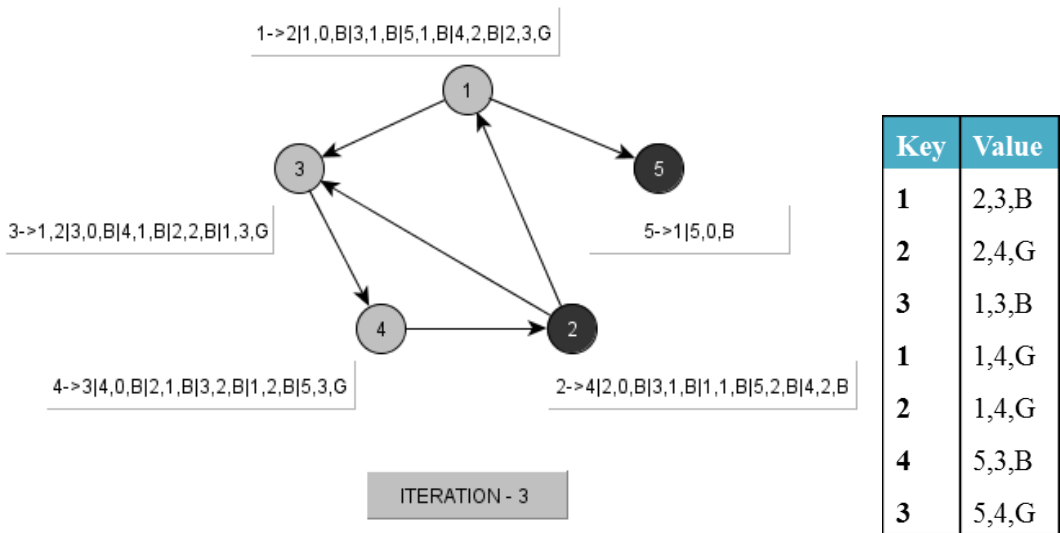 1->2|1,0,B|3,1,B|5,1,B|4,2,B|2,3,G
1
3
5
3->1,2|3,0,B|4,1,B|2,2,B|1,3,G
5->1|5,0,B
4
2
4->3|4,0,B|2,1,B|3,2,B|1,2,B|5,3,G
2->4|2,0,B|3,1,B|1,1,B|5,2,B|4,2,B
ITERATION - 3
Key Value
1 2,3,B
2 2,4,G
3 1,3,B
1 1,4,G
2 1,4,G
4 5,3,B
3 5,4,G